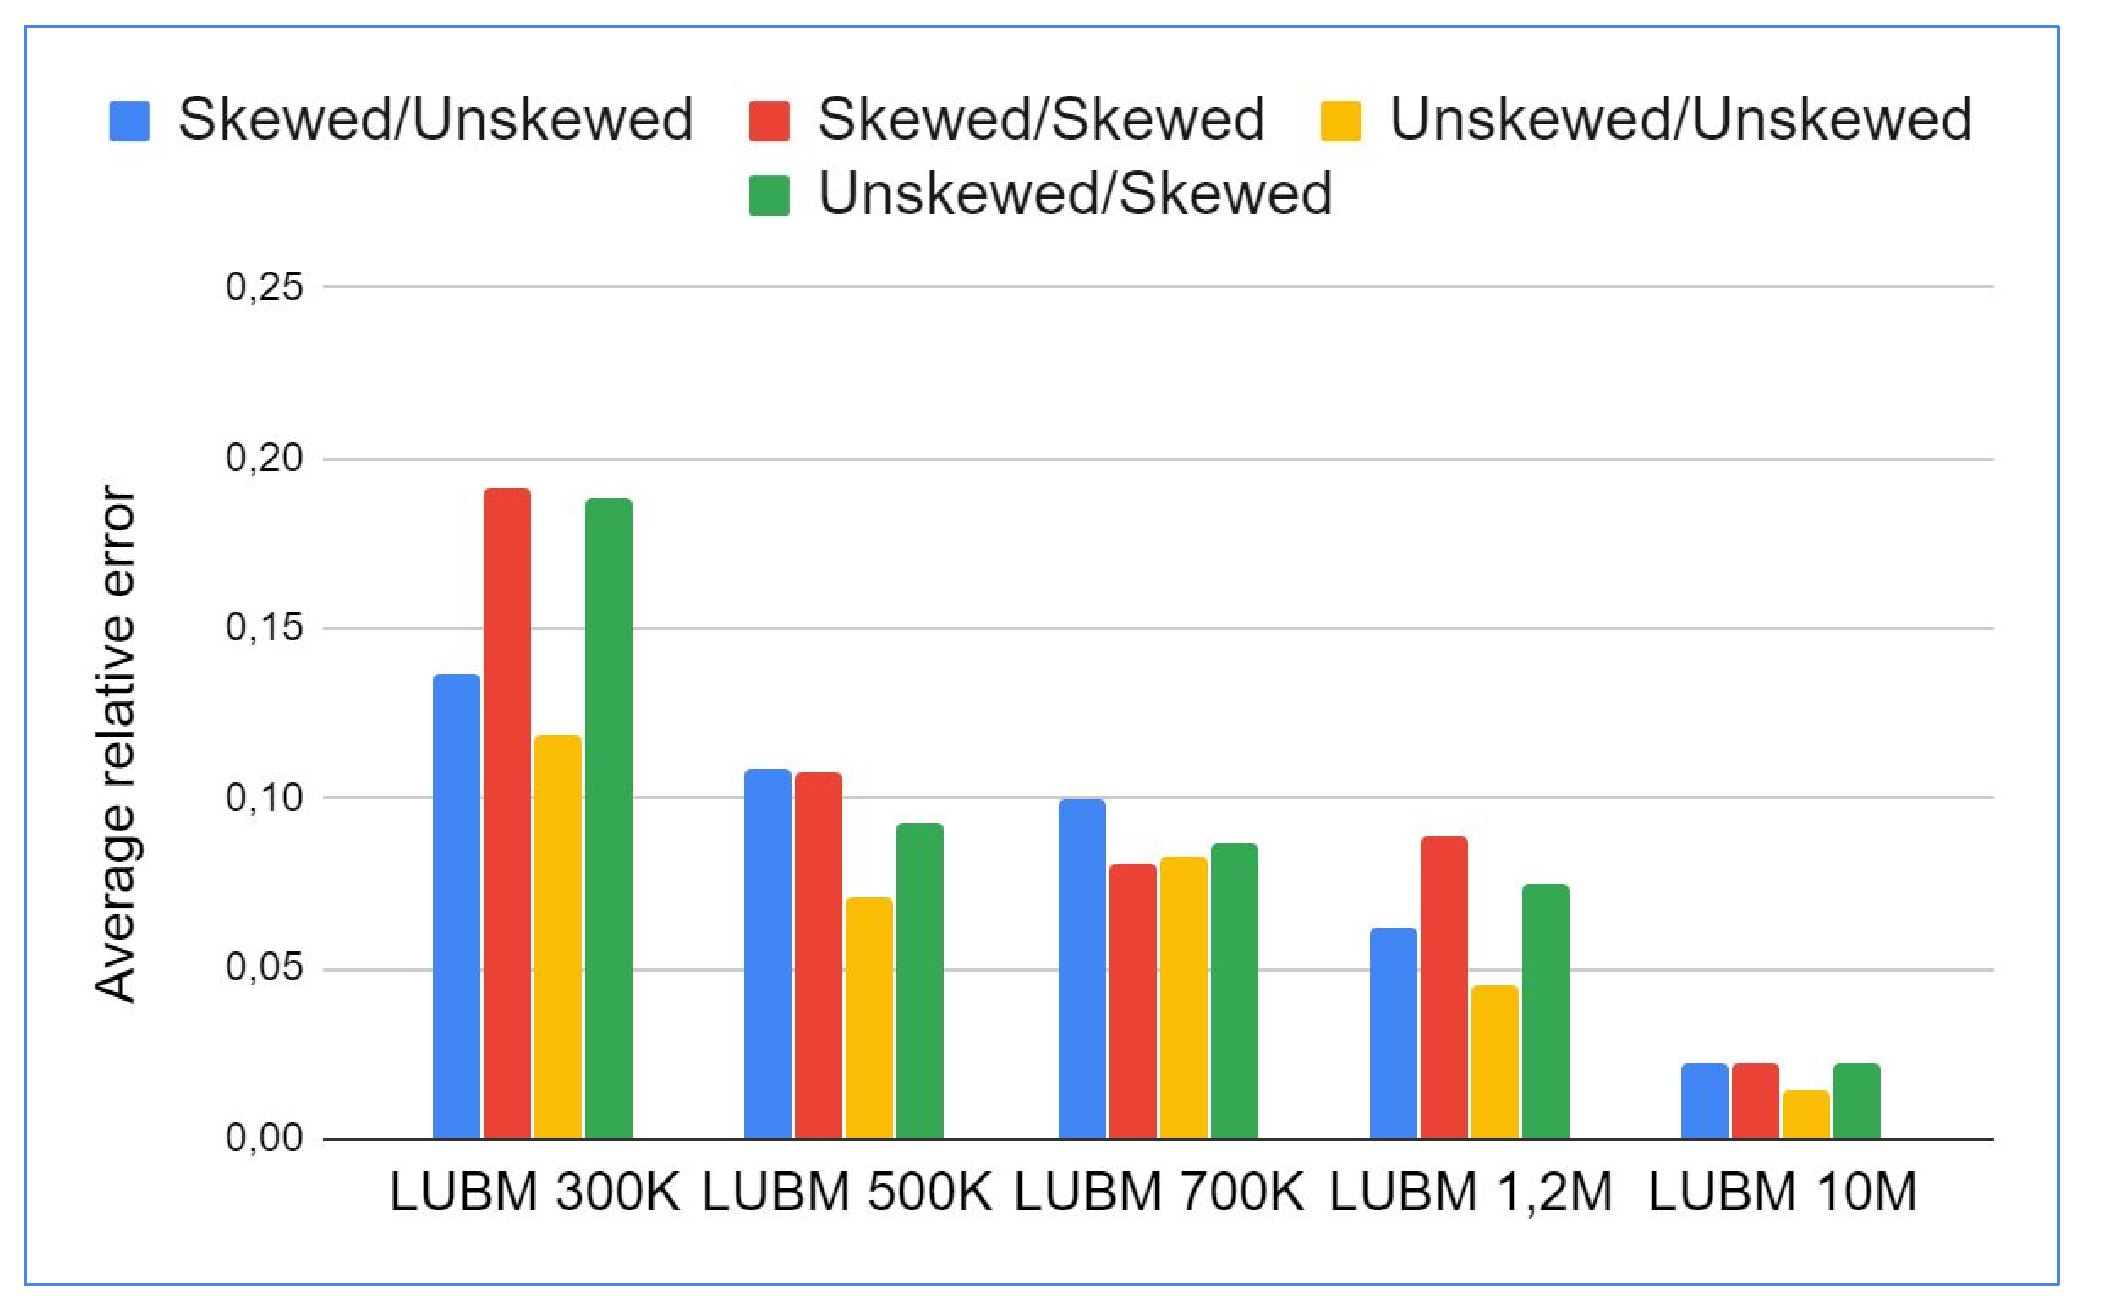 Skewed/Unskewed Skewed/Skewed Unskewed/Unskewed
Unskewed/Skewed
0,25
0,20
0,15
0,10
0,05
0,00
Average relative error
LUBM 300K LUBM 500K LUBM 700K LUBM 1,2M LUBM 10M